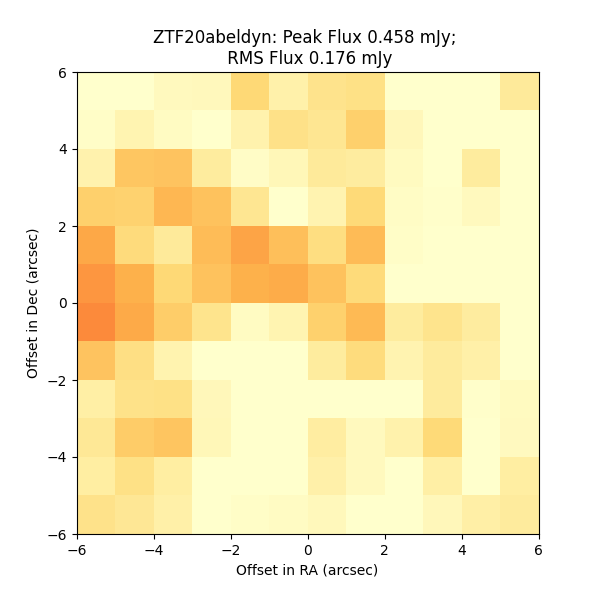 ZTF20abeldyn: Peak Flux 0.458 mJy;
RMS Flux 0.176 mJy
6
4
2
0
−2
−4
−6
Offset in Dec (arcsec)
−6 −4 −2 0 2 4 6
Offset in RA (arcsec)